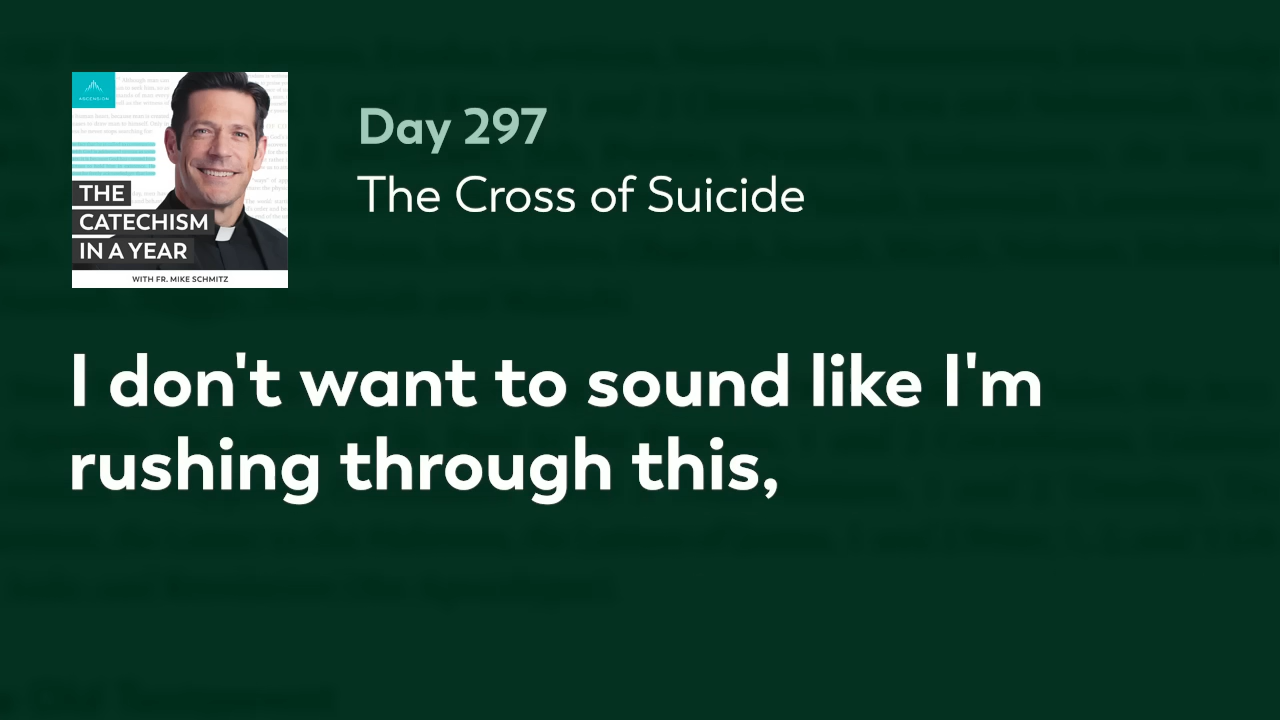 Day 297
The Cross of Suicide
ASCENSION
THE
CATECHISM
IN A YEAR
WITH FR. MIKE SCHMITZ
I don't want to sound like I'm
rushing through this,